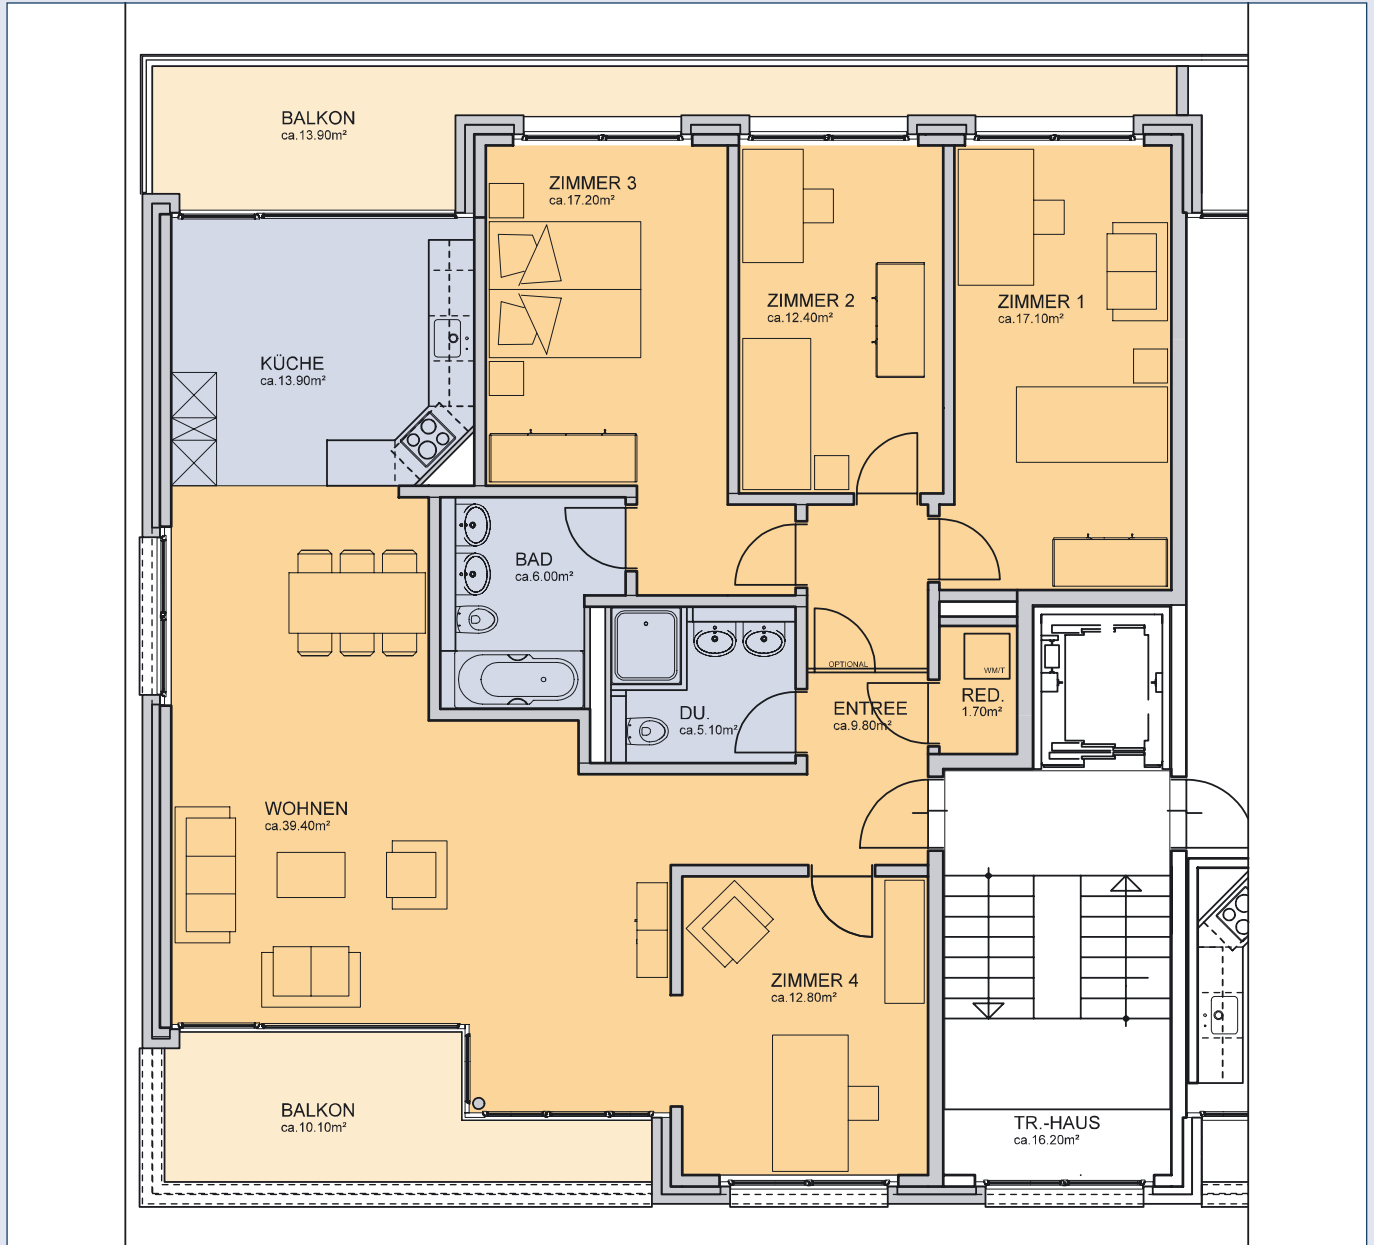 BALKON
ca.13.90m²
ZIMMER 3
ca.17.20m²
ZIMMER 2
ca.12.40m²
ZIMMER 1
ca.17.10m²
KÜCHE
ca.13.90m²
BAD
ca.6.00m²
OPTIONAL
WM/T
DU.
ca.5.10m²
ENTREE
ca.9.80m²
RED.
1.70m²
WOHNEN
ca.39.40m²
ZIMMER 4
ca.12.80m²
BALKON
ca.10.10m²
TR.-HAUS
ca.16.20m²